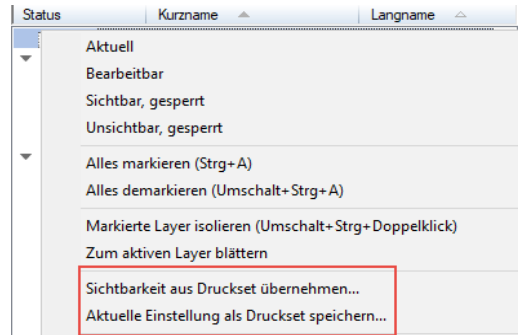 Status Kurzname Langname
Aktuell
Bearbeitbar
Sichtbar, gesperrt
Unsichtbar, gesperrt
Alles markieren (Strg+A)
Alles demarkieren (Umschalt+Strg+A)
Markierte Layer isolieren (Umschalt+Strg+Doppelklick)
Zum aktiven Layer blättern
Sichtbarkeit aus Druckset übernehmen...
Aktuelle Einstellung als Druckset speichern...